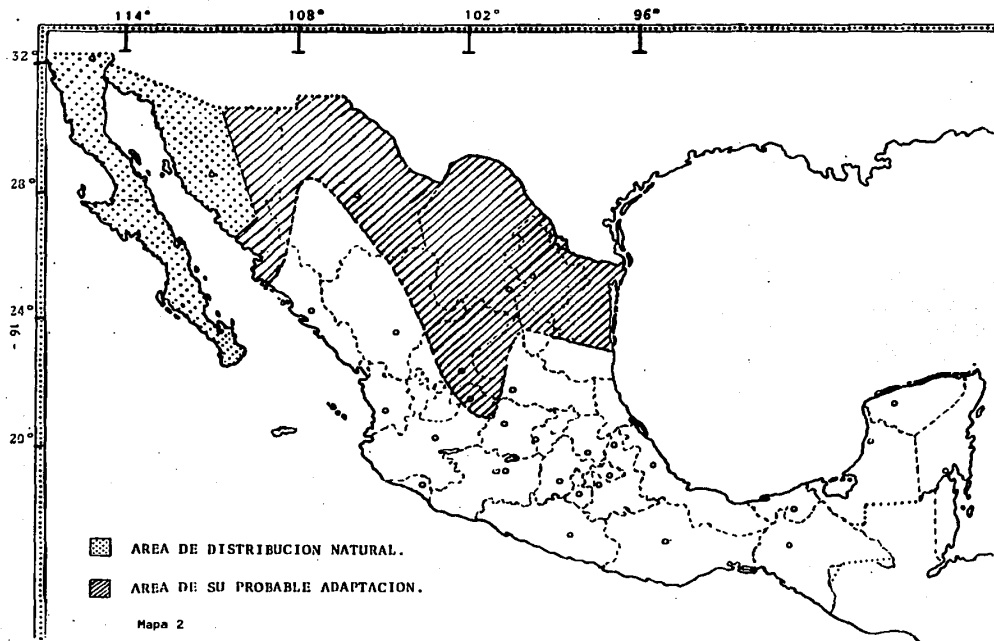 114° 108° 102° 96°
32°
28°
24°
- 16 -
20°
AREA DE DISTRIBUCION NATURAL.
AREA DE SU PROBABLE ADAPTACION.
Mapa 2